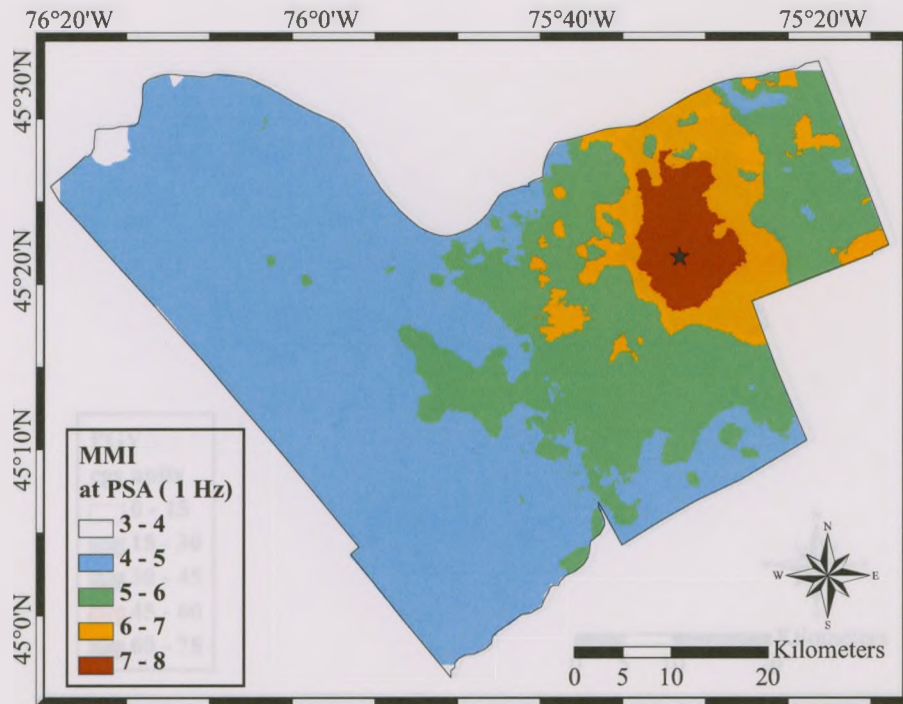 76°20'W 76°0'W 75°40'W 75°20'W
45°30'N
45°20'N
45°10'N
45°0'N
MMI
at PSA ( 1 Hz)
3 - 4
4 - 5
5 - 6
6 - 7
7 - 8
N
W E
S
Kilometers
0 5 10 20